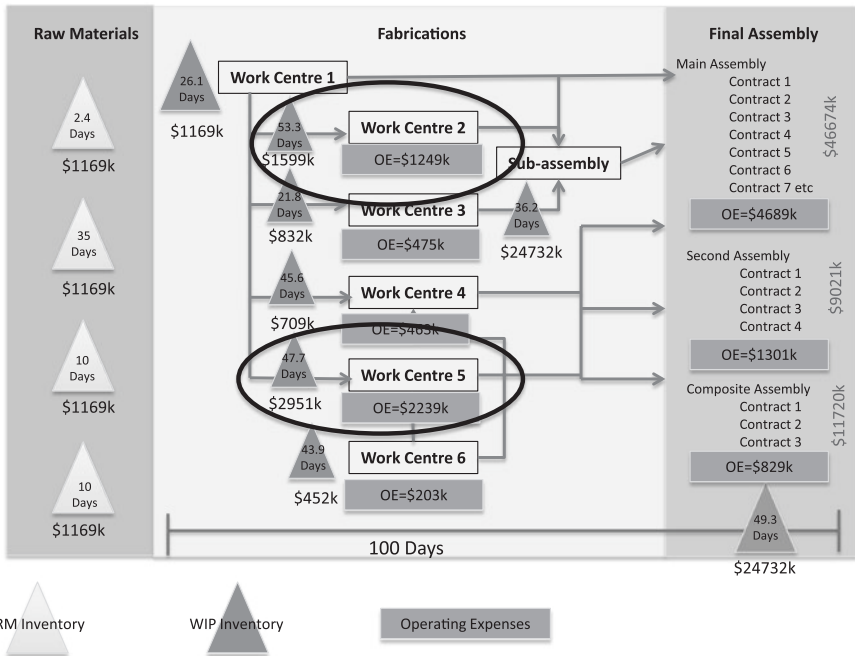 Raw Materials
Fabrications
Final Assembly
2.4
Days
$1169k
35
Days
$1169k
10
Days
$1169k
10
Days
$1169k
26.1
Days
$1169k
Work Centre 1
53.3
Days
$1599k
Work Centre 2
OE=$1249k
Sub-assembly
21.8
Days
$832k
Work Centre 3
OE=$475k
36.2
Days
$24732k
45.6
Days
$709k
Work Centre 4
OE=$463k
47.7
Days
$2951k
Work Centre 5
OE=$2239k
43.9
Days
$452k
Work Centre 6
OE=$203k
100 Days
Main Assembly
Contract 1
Contract 2
Contract 3
Contract 4
Contract 5
Contract 6
Contract 7 etc
$46674k
OE=$4689k
Second Assembly
Contract 1
Contract 2
Contract 3
Contract 4
$9021k
OE=$1301k
Composite Assembly
Contract 1
Contract 2
Contract 3
$11720k
OE=$829k
49.3
Days
$24732k
RM Inventory
WIP Inventory
Operating Expenses